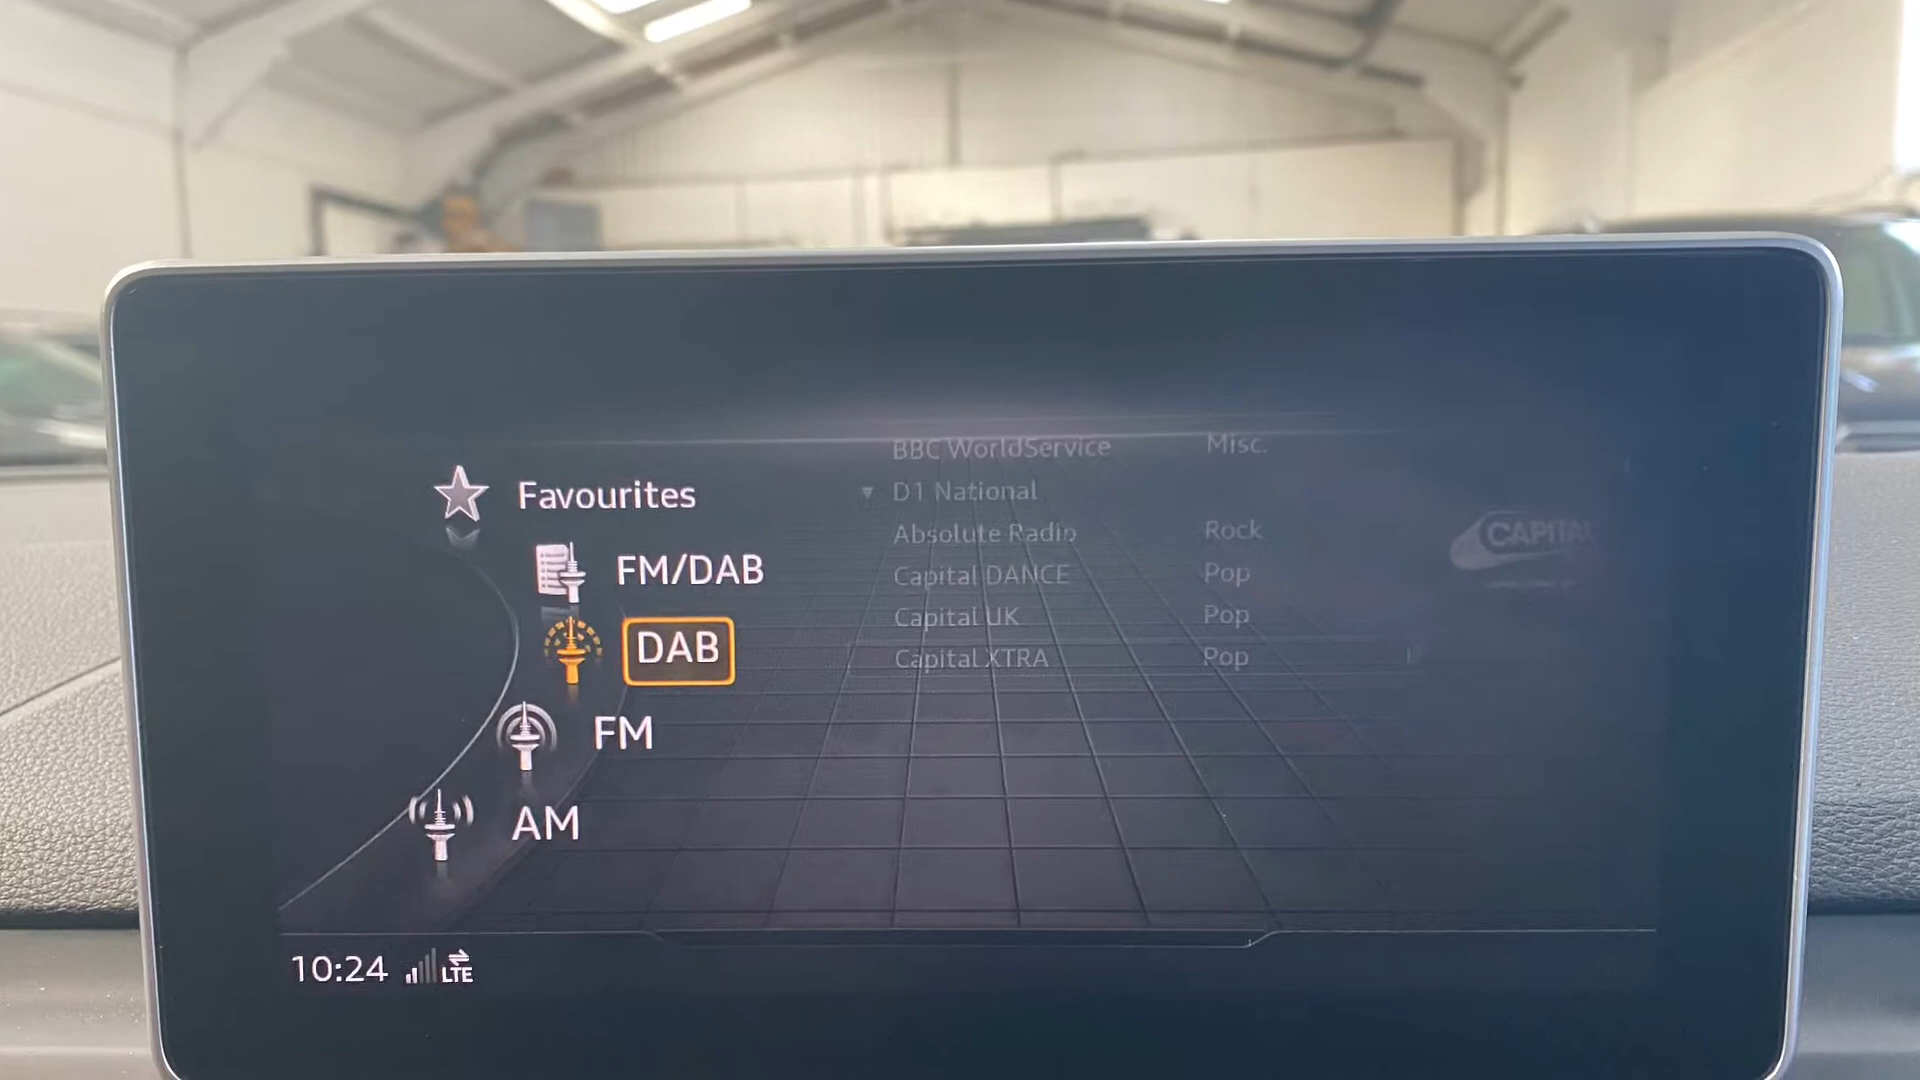 Favourites
FM/DAB
DAB
FM
AM
BBC WorldService Misc.
D1 National
Absolute Radio Rock
Capital DANCE Pop
Capital UK Pop
Capital XTRA Pop
CAPITAL
10:24 LTE